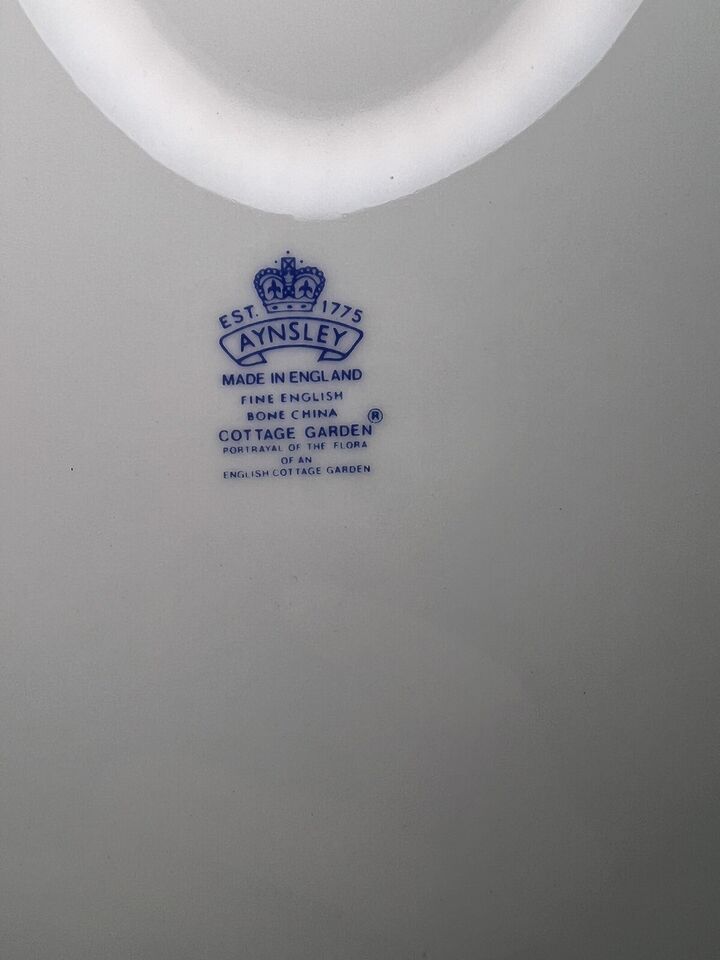 EST. 1775
AYNSLEY
MADE IN ENGLAND
FINE ENGLISH
BONE CHINA
COTTAGE GARDEN ®
PORTRAYAL OF THE FLORA
OF AN
ENGLISH COTTAGE GARDEN